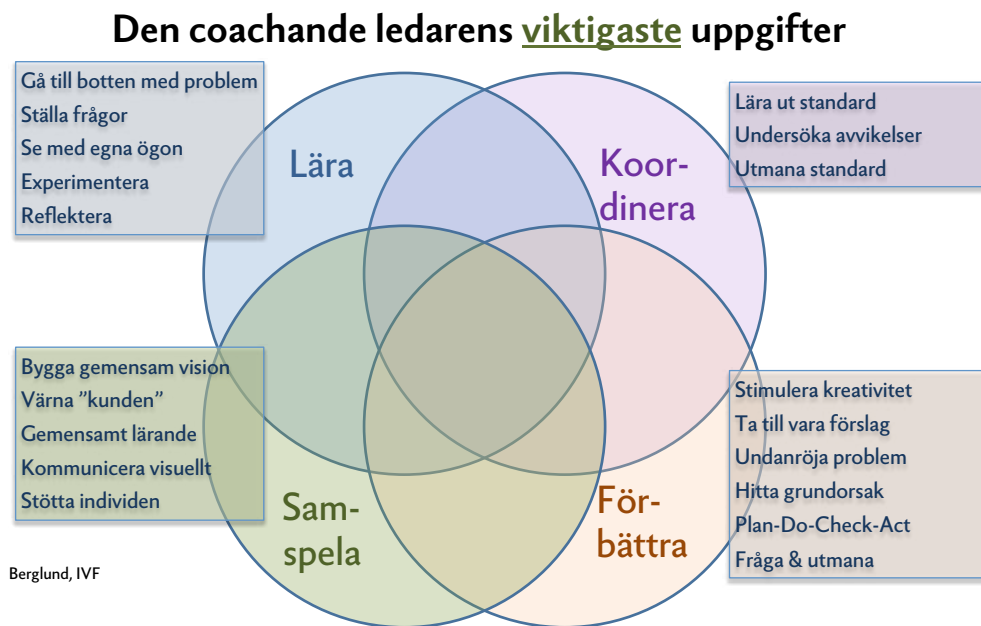 Den coachande ledarens viktigaste uppgifter
Gå till botten med problem
Ställa frågor
Se med egna ögon
Experimentera
Reflektera
Lära
Koor-
dinera
Lära ut standard
Undersöka avvikelser
Utmana standard
Bygga gemensam vision
Värna ”kunden”
Gemensamt lärande
Kommunicera visuellt
Stötta individen
Sam-
spela
För-
bättra
Stimulera kreativitet
Ta till vara förslag
Undanröja problem
Hitta grundorsak
Plan-Do-Check-Act
Fråga & utmana
Berglund, IVF